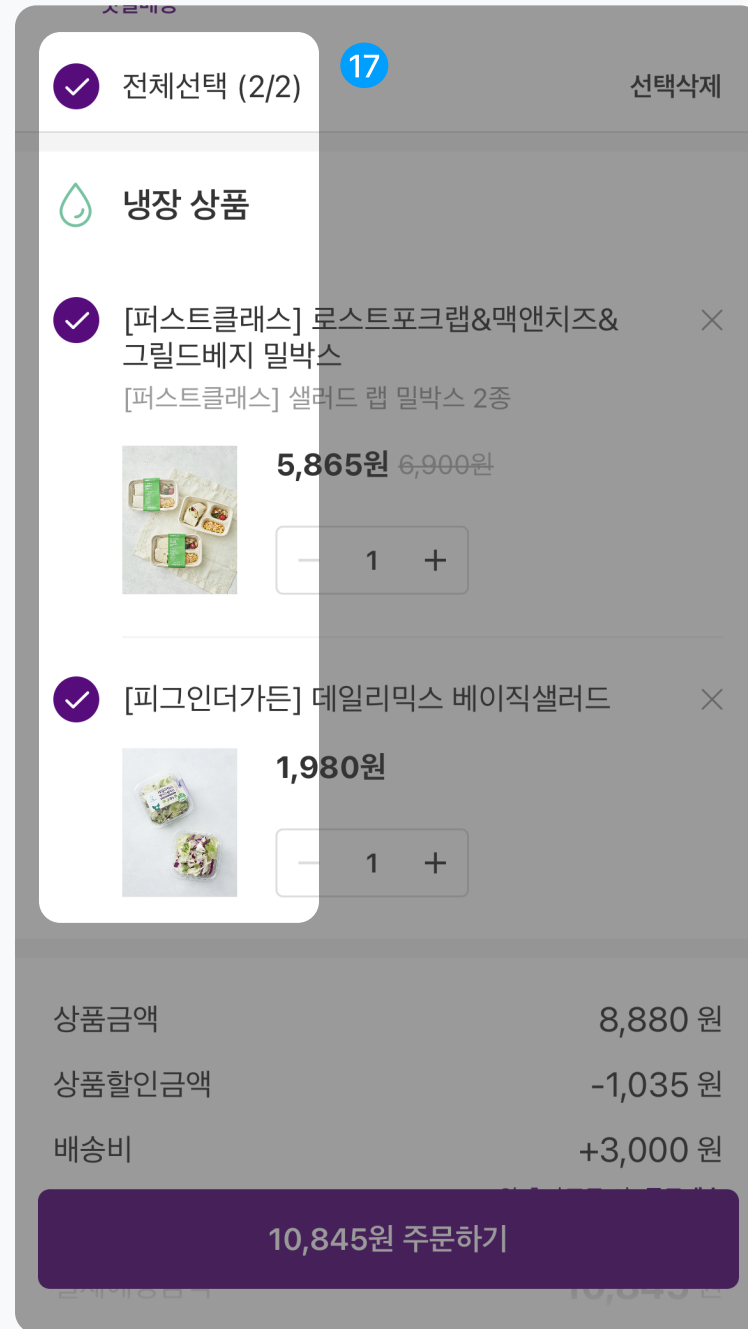 전체선택 (2/2)
17
선택삭제
냉장 상품
[퍼스트클래스] 로스트포크랩&맥앤치즈&
그릴드베지 밀박스
[퍼스트클래스] 샐러드 랩 밀박스 2종
5,865원 6,900원
1
[피그인더가든] 데일리믹스 베이직샐러드
1,980원
1
상품금액 8,880 원
상품할인금액 -1,035 원
배송비 +3,000 원
10,845원 주문하기